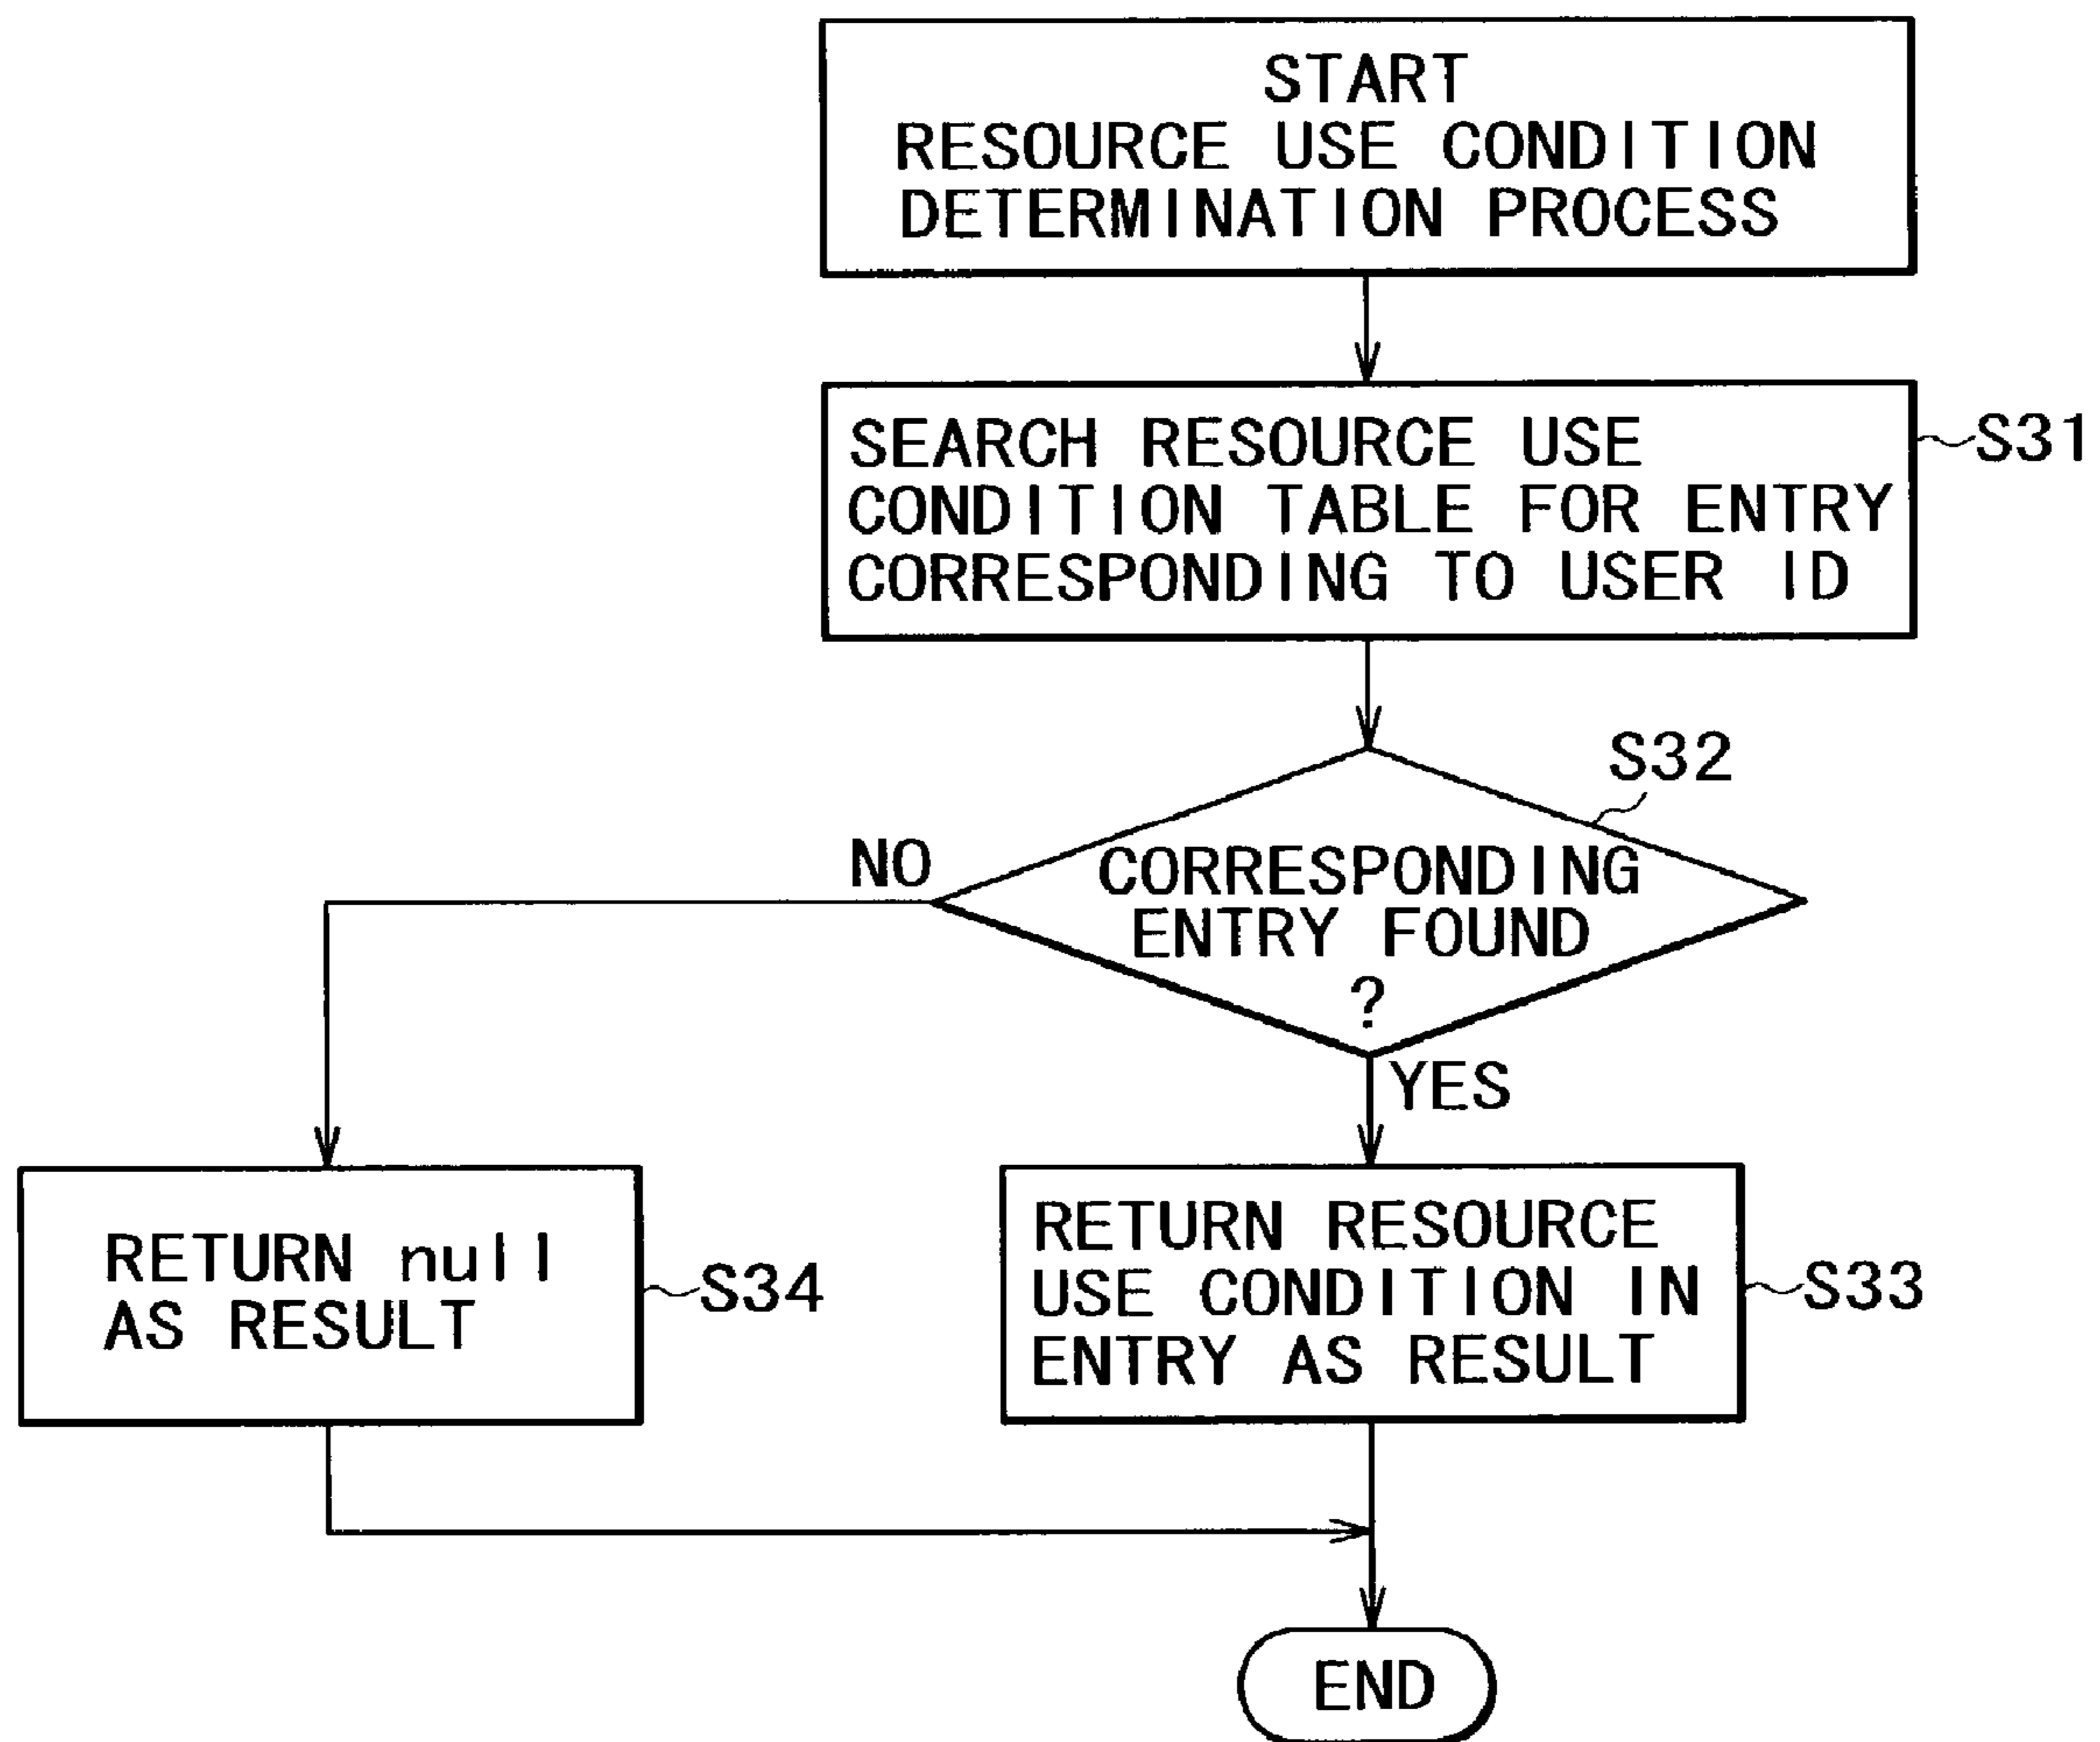 START
RESOURCE USE CONDITION
DETERMINATION PROCESS
SEARCH RESOURCE USE
CONDITION TABLE FOR ENTRY
CORRESPONDING TO USER ID
S31
S32
CORRESPONDING
ENTRY FOUND
?
NO
YES
RETURN null
AS RESULT
S34
RETURN RESOURCE
USE CONDITION IN
ENTRY AS RESULT
S33
END